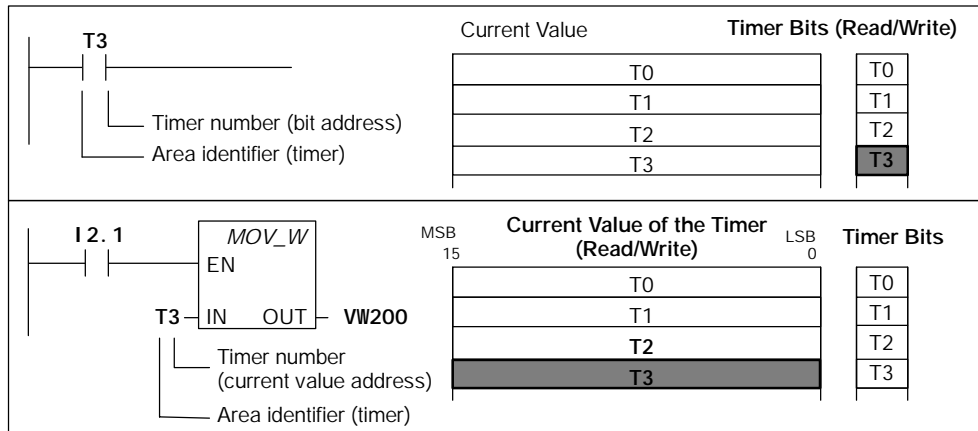 T3
Timer number (bit address)
Area identifier (timer)
Current Value
Timer Bits (Read/Write)
T0
T1
T2
T3
T0
T1
T2
T3
I2.1
MOV_W
EN
T3
IN
OUT
VW200
Timer number
(current value address)
Area identifier (timer)
MSB
15
Current Value of the Timer
(Read/Write)
LSB
0
Timer Bits
T0
T1
T2
T3
T0
T1
T2
T3